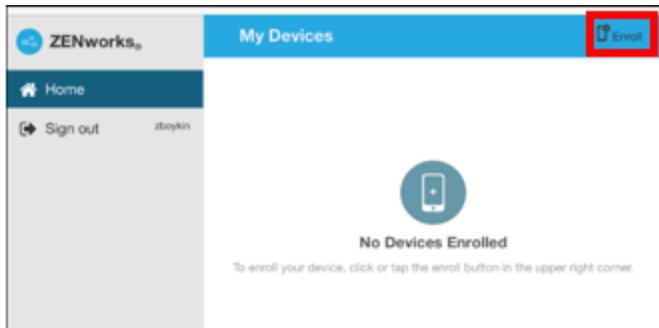 ZENworks®
My Devices
Enroll
Home
Sign out
zboykin
No Devices Enrolled
To enroll your device, click or tap the enroll button in the upper right corner.